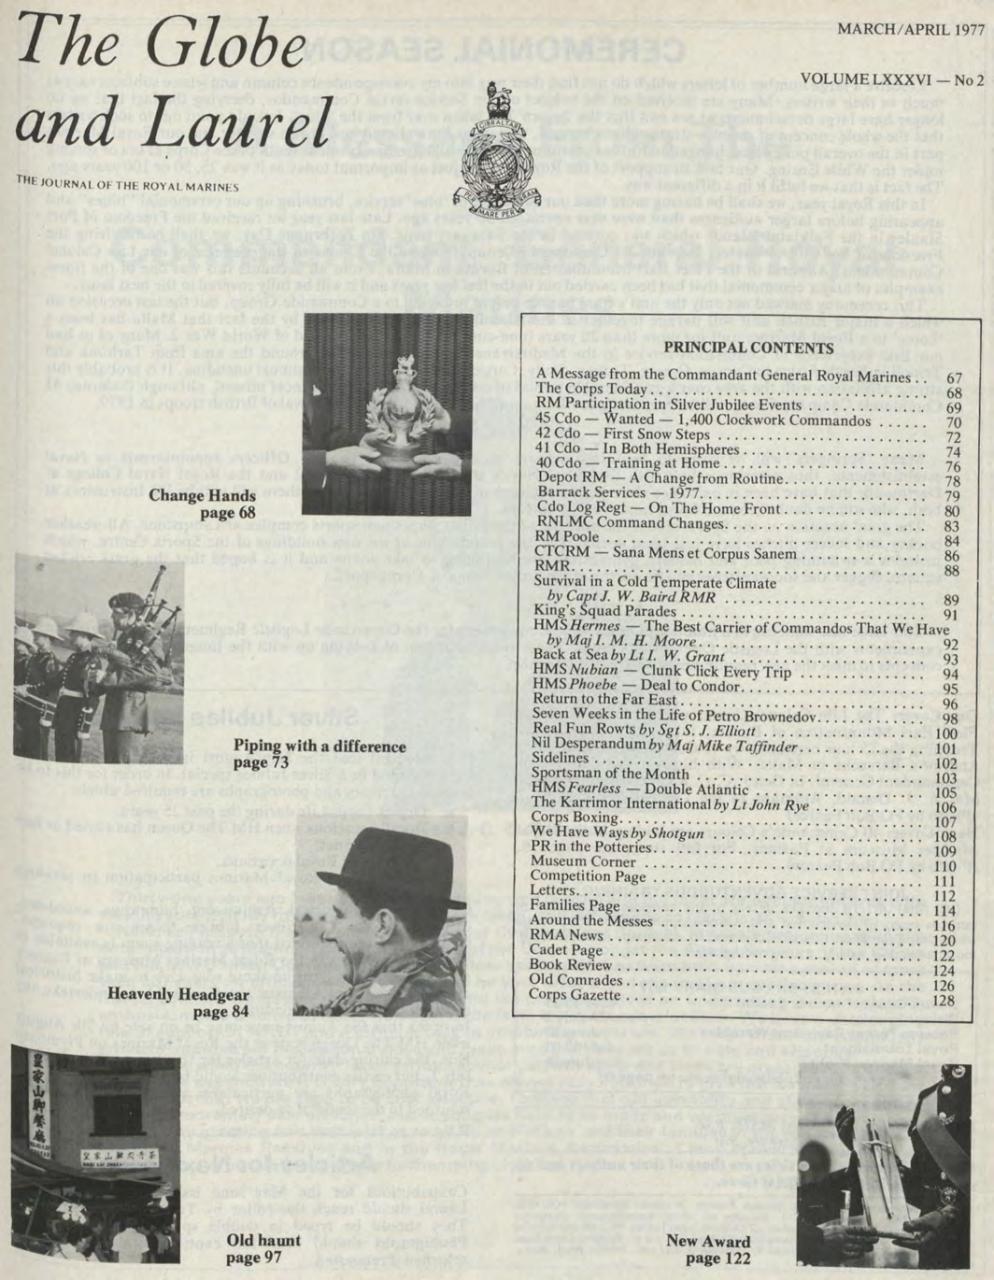 The Globe
and Laurel
THE JOURNAL OF THE ROYAL MARINES
MARCH/APRIL 1977
VOLUME LXXXVI — No 2
GIBRALTAR
PER MARE PER TERRAM
Change Hands
page 68
Piping with a difference
page 73
Heavenly Headgear
page 84
皇家山脚餐廳
Old haunt
page 97
New Award
page 122
PRINCIPAL CONTENTS
A Message from the Commandant General Royal Marines . . 67
The Corps Today . . . . . . . . . . . . . . . . . . . . . . . . . . . 68
RM Participation in Silver Jubilee Events . . . . . . . . . . . . 69
45 Cdo — Wanted — 1,400 Clockwork Commandos . . . . . . 70
42 Cdo — First Snow Steps . . . . . . . . . . . . . . . . . . . . . 72
41 Cdo — In Both Hemispheres . . . . . . . . . . . . . . . . . . 74
40 Cdo — Training at Home . . . . . . . . . . . . . . . . . . . . . 76
Depot RM — A Change from Routine . . . . . . . . . . . . . . 78
Barrack Services — 1977 . . . . . . . . . . . . . . . . . . . . . . . 79
Cdo Log Regt — On The Home Front . . . . . . . . . . . . . . 80
RNLMC Command Changes . . . . . . . . . . . . . . . . . . . . 83
RM Poole . . . . . . . . . . . . . . . . . . . . . . . . . . . . . . . . 84
CTCRM — Sana Mens et Corpus Sanem . . . . . . . . . . . . 86
RMR . . . . . . . . . . . . . . . . . . . . . . . . . . . . . . . . . . . 88
Survival in a Cold Temperate Climate
by Capt J. W. Baird RMR . . . . . . . . . . . . . . . . . . . . . 89
King's Squad Parades . . . . . . . . . . . . . . . . . . . . . . . . 91
HMS Hermes — The Best Carrier of Commandos That We Have
by Maj I. M. H. Moore . . . . . . . . . . . . . . . . . . . . . . . 92
Back at Sea by Lt I. W. Grant . . . . . . . . . . . . . . . . . . . 93
HMS Nubian — Clunk Click Every Trip . . . . . . . . . . . . . 94
HMS Phoebe — Deal to Condor . . . . . . . . . . . . . . . . . . 95
Return to the Far East . . . . . . . . . . . . . . . . . . . . . . . . 96
Seven Weeks in the Life of Petro Brownedov . . . . . . . . . . 98
Real Fun Rowts by Sgt S. J. Elliott . . . . . . . . . . . . . . . . 100
Nil Desperandum by Maj Mike Taffinder . . . . . . . . . . . . 101
Sidelines . . . . . . . . . . . . . . . . . . . . . . . . . . . . . . . . . 102
Sportsman of the Month . . . . . . . . . . . . . . . . . . . . . . 103
HMS Fearless — Double Atlantic . . . . . . . . . . . . . . . . . 105
The Karrimor International by Lt John Rye . . . . . . . . . . 106
Corps Boxing . . . . . . . . . . . . . . . . . . . . . . . . . . . . . . 107
We Have Ways by Shotgun . . . . . . . . . . . . . . . . . . . . . 108
PR in the Potteries . . . . . . . . . . . . . . . . . . . . . . . . . . 109
Museum Corner . . . . . . . . . . . . . . . . . . . . . . . . . . . . 110
Competition Page . . . . . . . . . . . . . . . . . . . . . . . . . . . 111
Letters . . . . . . . . . . . . . . . . . . . . . . . . . . . . . . . . . . 112
Families Page . . . . . . . . . . . . . . . . . . . . . . . . . . . . . . 114
Around the Messes . . . . . . . . . . . . . . . . . . . . . . . . . . 116
RMA News . . . . . . . . . . . . . . . . . . . . . . . . . . . . . . . 120
Cadet Page . . . . . . . . . . . . . . . . . . . . . . . . . . . . . . . . 122
Book Review . . . . . . . . . . . . . . . . . . . . . . . . . . . . . . 124
Old Comrades . . . . . . . . . . . . . . . . . . . . . . . . . . . . . 126
Corps Gazette . . . . . . . . . . . . . . . . . . . . . . . . . . . . . 128